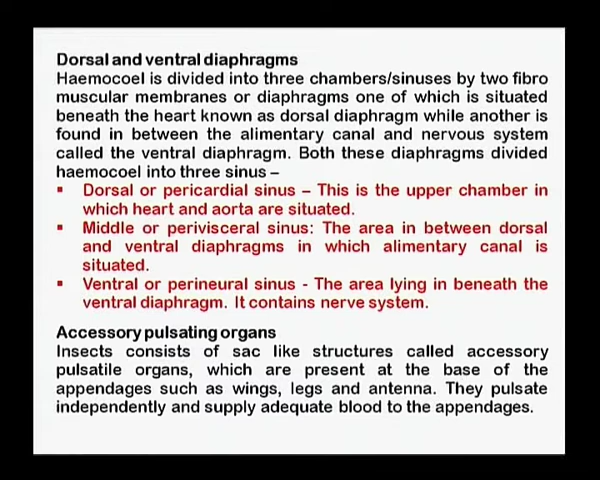 Dorsal and ventral diaphragms
Haemocoel is divided into three chambers/sinuses by two fibro
muscular membranes or diaphragms one of which is situated
beneath the heart known as dorsal diaphragm while another is
found in between the alimentary canal and nervous system
called the ventral diaphragm. Both these diaphragms divided
haemocoel into three sinus –
▪ Dorsal or pericardial sinus – This is the upper chamber in
which heart and aorta are situated.
▪ Middle or perivisceral sinus: The area in between dorsal
and ventral diaphragms in which alimentary canal is
situated.
▪ Ventral or perineural sinus - The area lying in beneath the
ventral diaphragm. It contains nerve system.
Accessory pulsating organs
Insects consists of sac like structures called accessory
pulsatile organs, which are present at the base of the
appendages such as wings, legs and antenna. They pulsate
independently and supply adequate blood to the appendages.